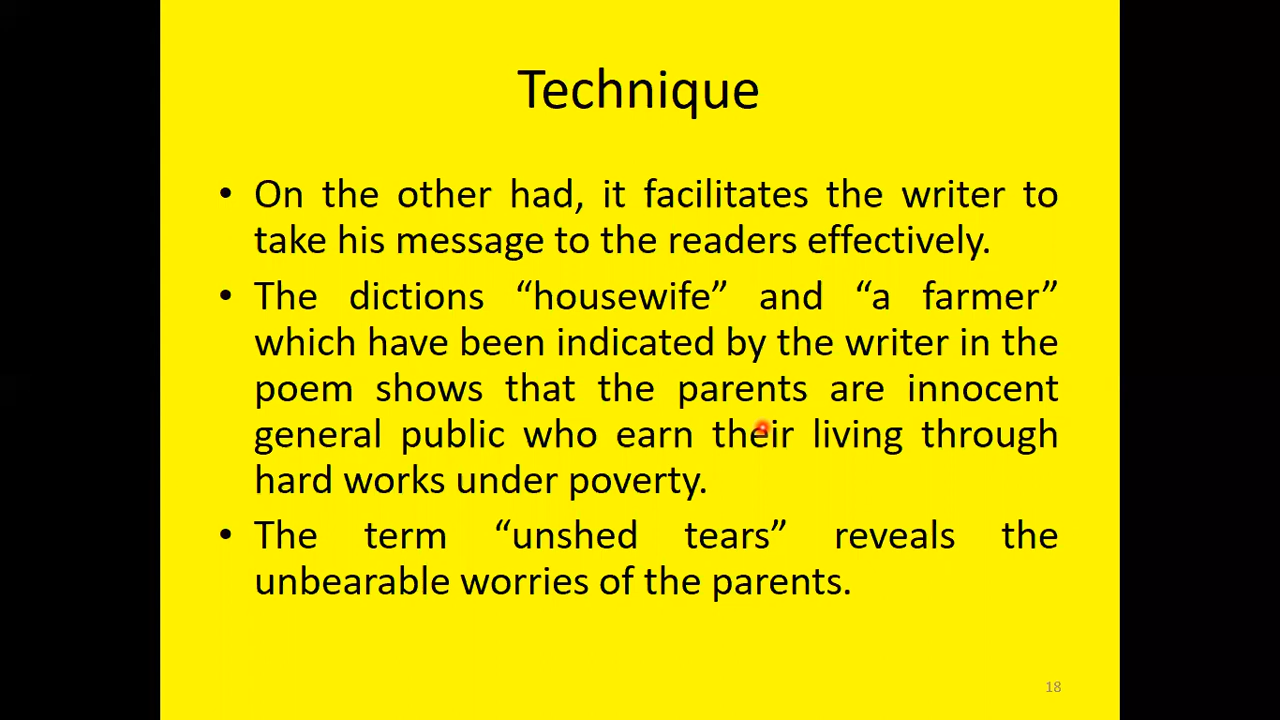 Technique
• On the other had, it facilitates the writer to
take his message to the readers effectively.
• The dictions “housewife” and “a farmer”
which have been indicated by the writer in the
poem shows that the parents are innocent
general public who earn their living through
hard works under poverty.
• The term “unshed tears” reveals the
unbearable worries of the parents.
18